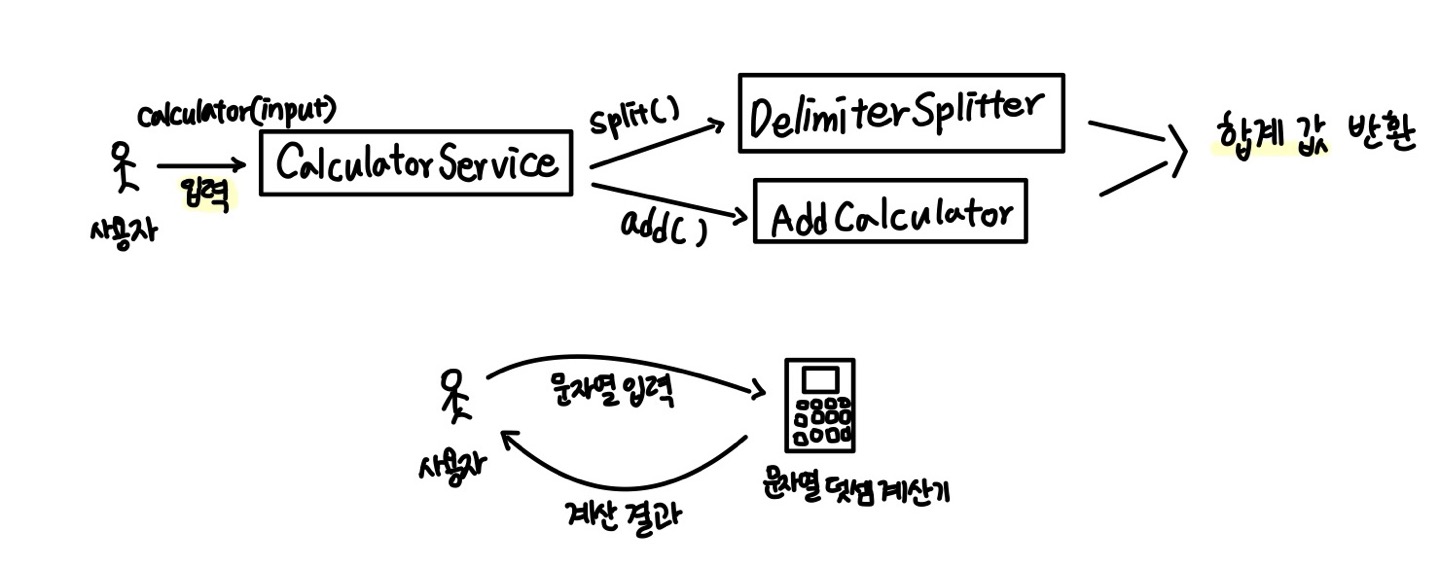 calculator(input)
사용자
입력
CalculatorService
split()
add()
DelimiterSplitter
AddCalculator
합계 값 반환
사용자
문자열 입력
계산 결과
문자열 덧셈 계산기